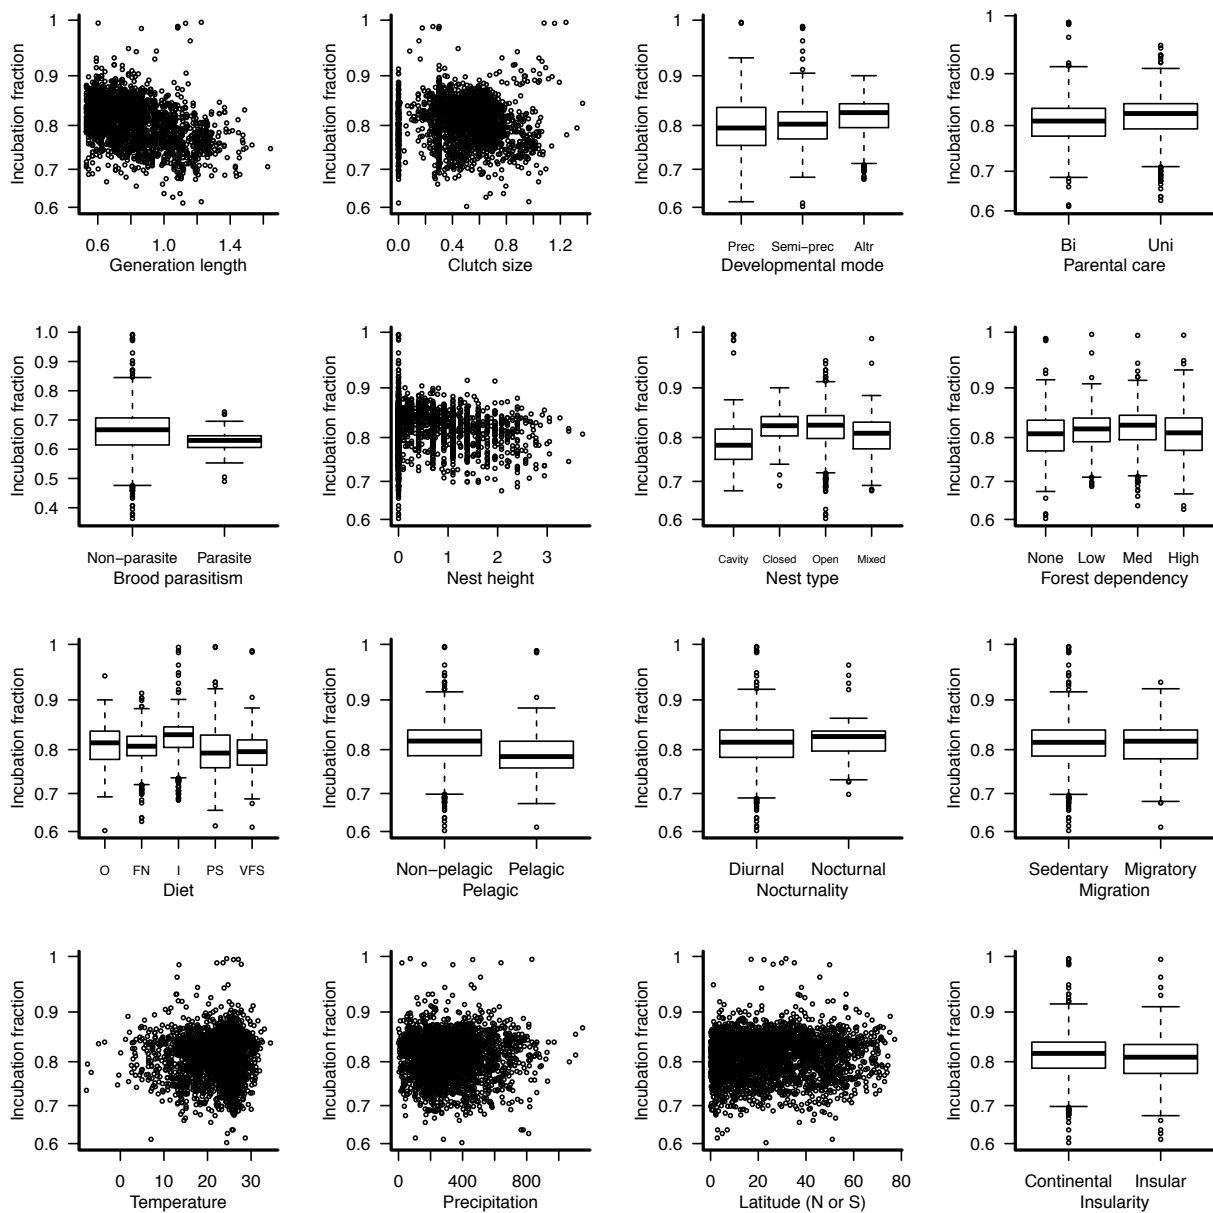 Incubation fraction
1
0.9
0.8
0.7
0.6
0.6 1.0 1.4
Generation length
Incubation fraction
1
0.9
0.8
0.7
0.6
0.0 0.4 0.8 1.2
Clutch size
Incubation fraction
1
0.9
0.8
0.7
0.6
Prec Semi−prec Altr
Developmental mode
Incubation fraction
1
0.9
0.8
0.7
0.6
Bi Uni
Parental care
Incubation fraction
1.0
0.9
0.8
0.7
0.6
0.5
0.4
Non−parasite Parasite
Brood parasitism
Incubation fraction
1
0.9
0.8
0.7
0.6
0 1 2 3
Nest height
Incubation fraction
1
0.9
0.8
0.7
0.6
Cavity Closed Open Mixed
Nest type
Incubation fraction
1
0.9
0.8
0.7
0.6
None Low Med High
Forest dependency
Incubation fraction
1
0.9
0.8
0.7
0.6
O FN I PS VFS
Diet
Incubation fraction
1
0.9
0.8
0.7
0.6
Non−pelagic Pelagic
Pelagic
Incubation fraction
1
0.9
0.8
0.7
0.6
Diurnal Nocturnal
Nocturnality
Incubation fraction
1
0.9
0.8
0.7
0.6
Sedentary Migratory
Migration
Incubation fraction
1
0.9
0.8
0.7
0.6
0 10 20 30
Temperature
Incubation fraction
1
0.9
0.8
0.7
0.6
0 400 800
Precipitation
Incubation fraction
1
0.9
0.8
0.7
0.6
0 20 40 60 80
Latitude (N or S)
Incubation fraction
1
0.9
0.8
0.7
0.6
Continental Insular
Insularity